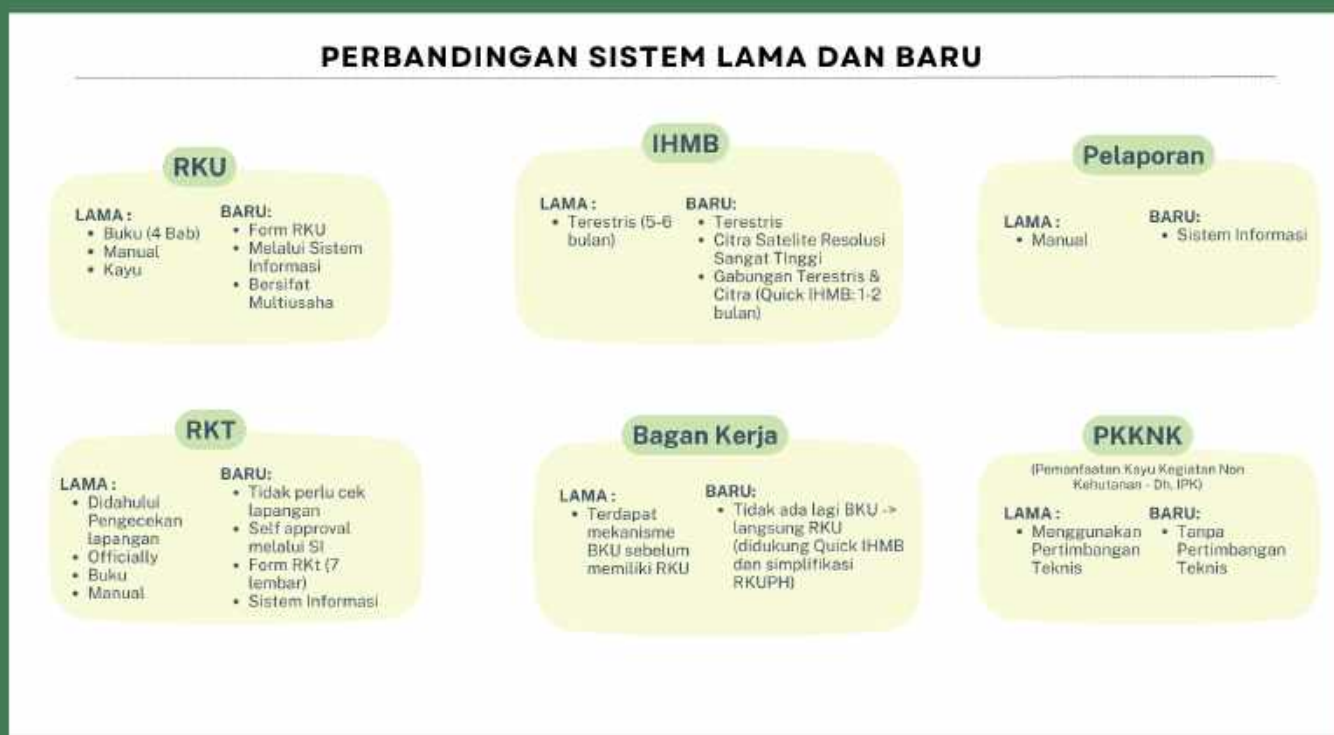 PERBANDINGAN SISTEM LAMA DAN BARU
RKU
LAMA :
• Buku (4 Bab)
• Manual
• Kayu
BARU:
• Form RKU
• Melalui Sistem
Informasi
• Bersifat
Multiusaha
IHMB
LAMA :
• Terestris (5-6
bulan)
BARU:
• Terestris
• Citra Satelite Resolusi
Sangat TInggi
• Gabungan Terestris &
Citra (Quick IHMB: 1-2
bulan)
Pelaporan
LAMA :
• Manual
BARU:
• Sistem Informasi
RKT
LAMA :
• Didahului
Pengecekan
lapangan
• Officially
• Buku
• Manual
BARU:
• Tidak perlu cek
lapangan
• Self approval
melalui SI
• Form RKt (7
lembar)
• Sistem Informasi
Bagan Kerja
LAMA :
• Terdapat
mekanisme
BKU sebelum
memiliki RKU
BARU:
• Tidak ada lagi BKU ->
langsung RKU
(didukung Quick IHMB
dan simplifikasi
RKUPH)
PKKNK
(Pemanfaatan Kayu Kegiatan Non
Kehutanan - Dh. IPK)
LAMA :
• Menggunakan
Pertimbangan
Teknis
BARU:
• Tanpa
Pertimbangan
Teknis